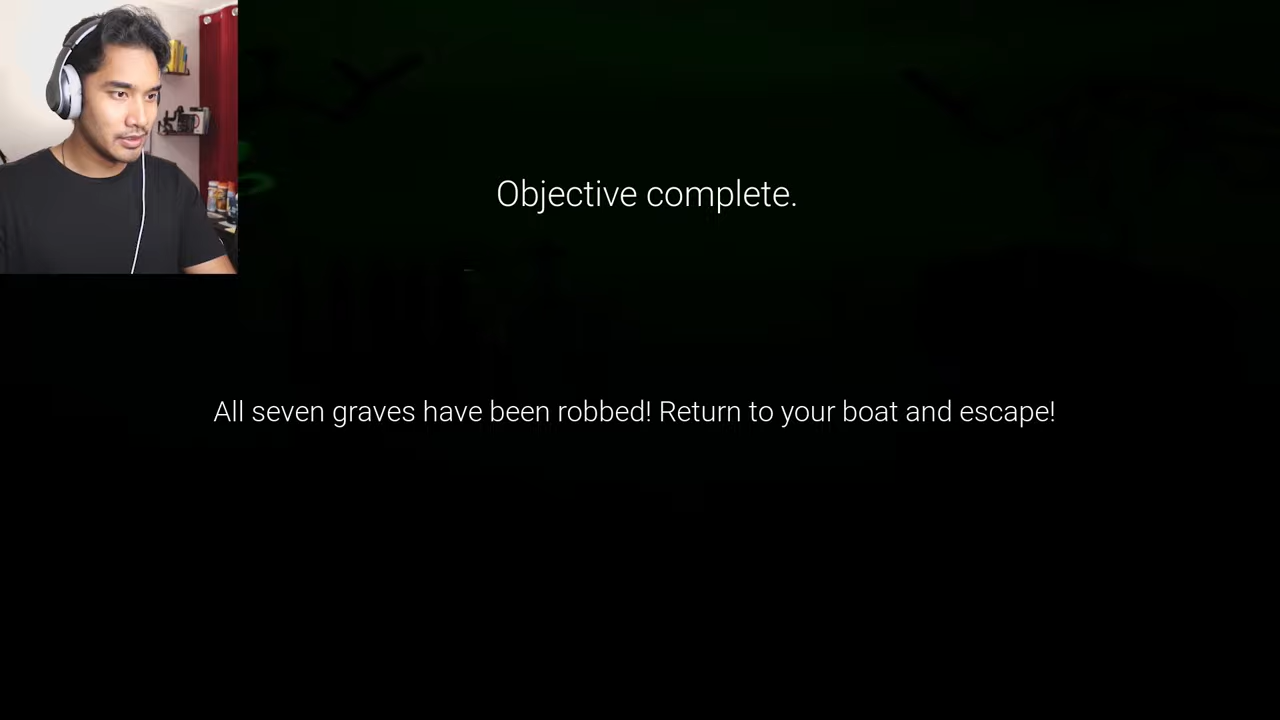 Objective complete.
All seven graves have been robbed! Return to your boat and escape!